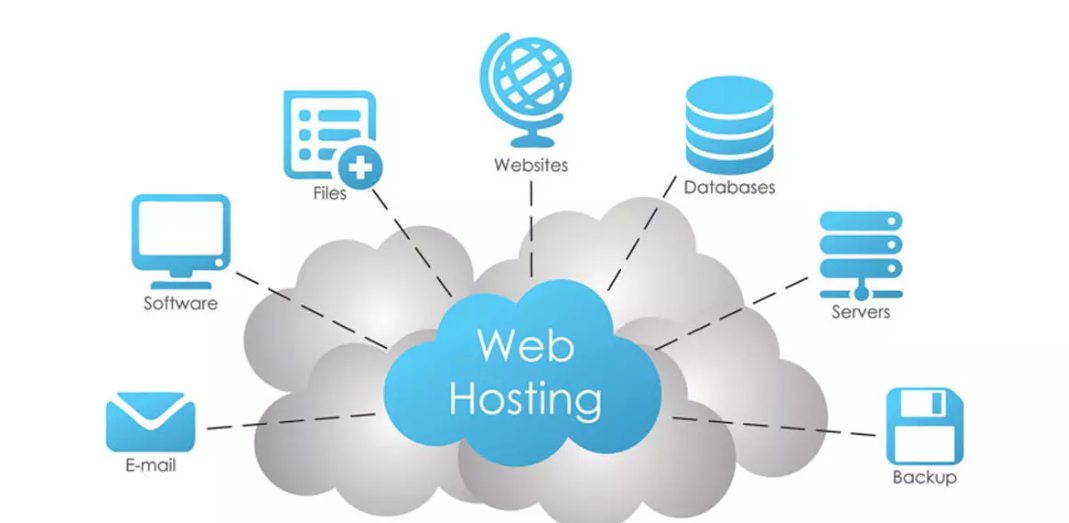 Websites
Files
Databases
Software
Servers
Web
Hosting
E-mail
Backup